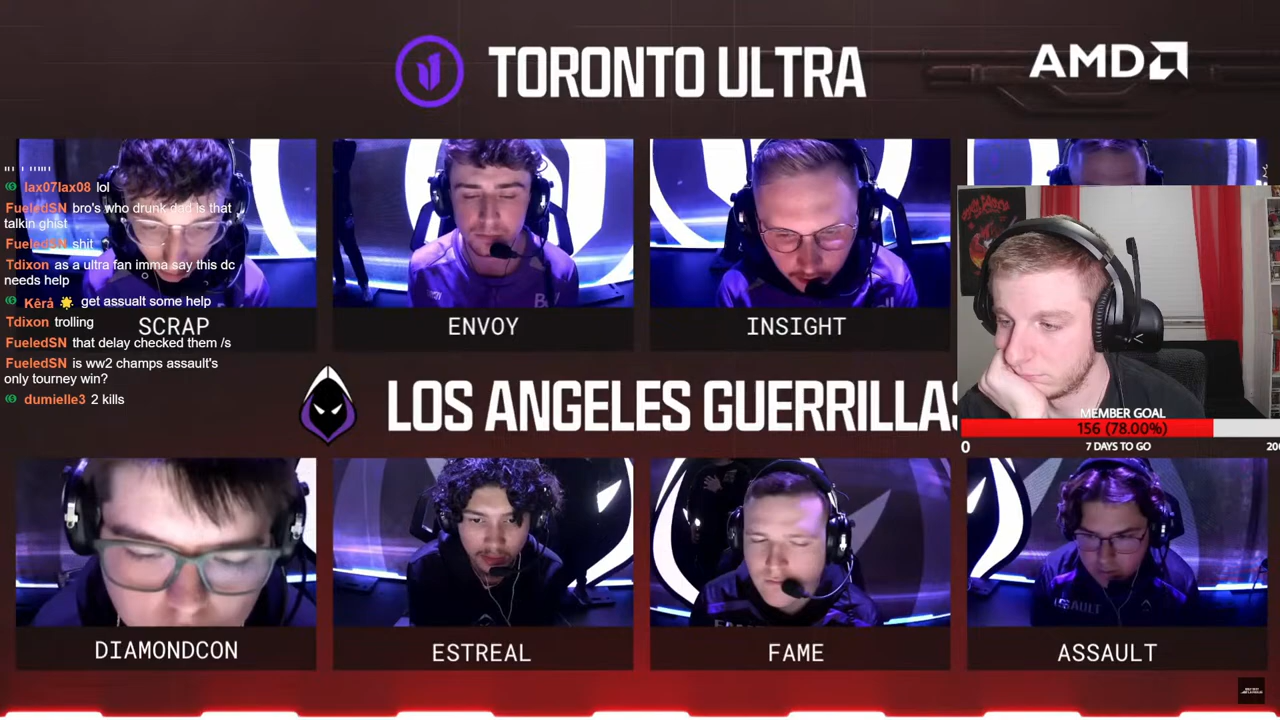 TORONTO ULTRA
AMD
lax07lax08 lol
FueledSN bro's who drunk dad is that
talkin ghist
FueledSN shit
Tdixon as a ultra fan imma say this dc
needs help
Kêrå get assualt some help
Tdixon trolling
FueledSN that delay checked them /s
FueledSN is ww2 champs assault's
only tourney win?
dumielle3 2 kills
SCRAP
ENVOY
INSIGHT
LOS ANGELES GUERRILLAS
MEMBER GOAL
156 (78.00%)
0
7 DAYS TO GO
200
ASSAULT
DIAMONDCON
ESTREAL
FAME
ASSAULT